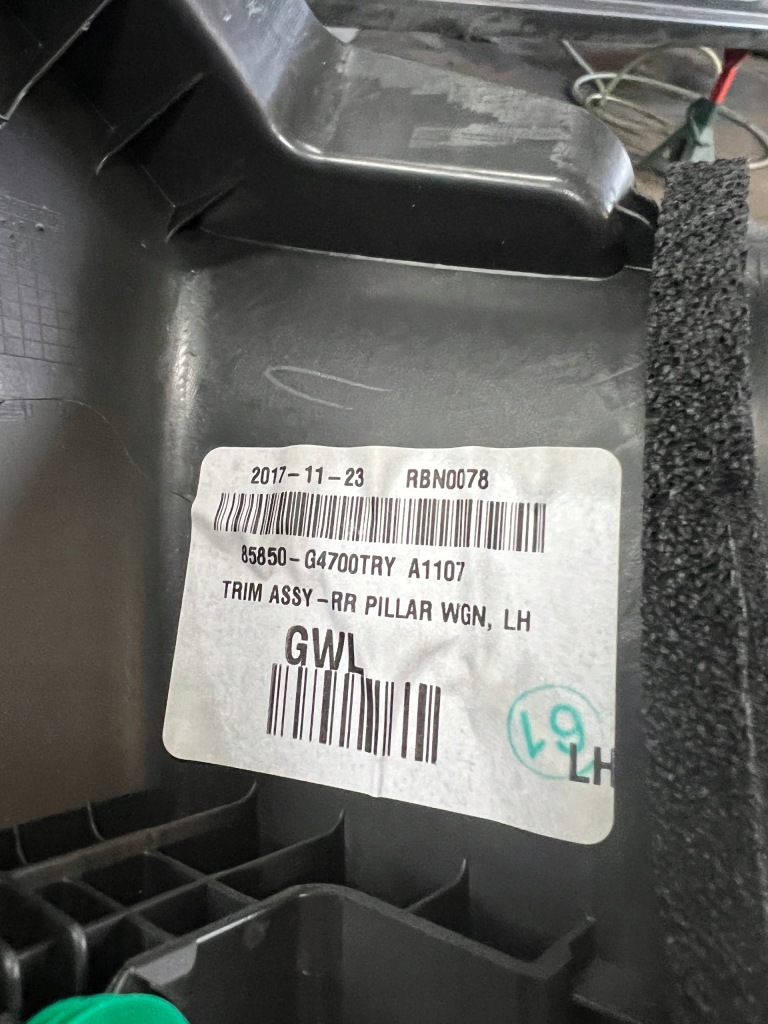 2017-11-23 RBN0078
85850-G4700TRY A1107
TRIM ASSY-RR PILLAR WGN, LH
GWL
61
LH